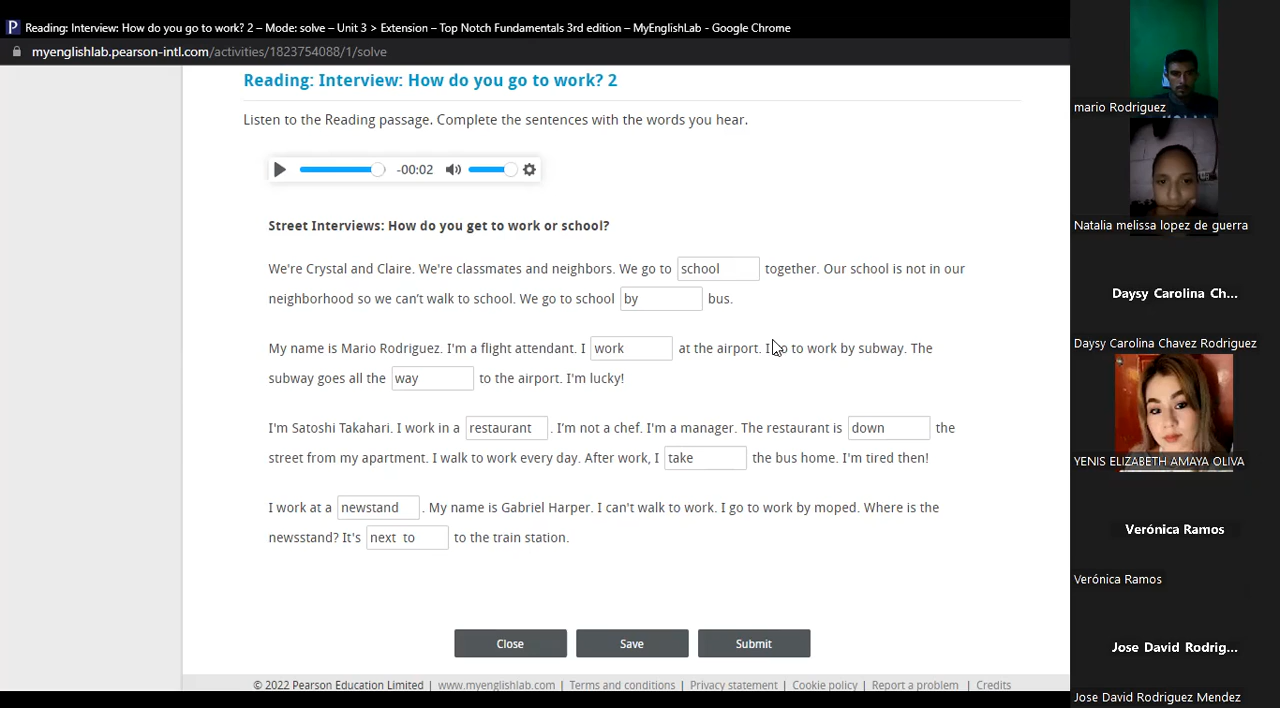 Reading: Interview: How do you go to work? 2 – Mode: solve – Unit 3 > Extension – Top Notch Fundamentals 3rd edition – MyEnglishLab - Google Chrome
myenglishlab.pearson-intl.com/activities/1823754088/1/solve
Reading: Interview: How do you go to work? 2
Listen to the Reading passage. Complete the sentences with the words you hear.
-00:02
Street Interviews: How do you get to work or school?
We're Crystal and Claire. We're classmates and neighbors. We go to school together. Our school is not in our
neighborhood so we can't walk to school. We go to school by bus.
My name is Mario Rodriguez. I'm a flight attendant. I work at the airport. I go to work by subway. The
subway goes all the way to the airport. I'm lucky!
I'm Satoshi Takahari. I work in a restaurant . I'm not a chef. I'm a manager. The restaurant is down the
street from my apartment. I walk to work every day. After work, I take the bus home. I'm tired then!
I work at a newstand . My name is Gabriel Harper. I can't walk to work. I go to work by moped. Where is the
newsstand? It's next to to the train station.
Close Save Submit
© 2022 Pearson Education Limited | www.myenglishlab.com | Terms and conditions | Privacy statement | Cookie policy | Report a problem | Credits
mario Rodriguez
Natalia melissa lopez de guerra
Daysy Carolina Ch...
Daysy Carolina Chavez Rodriguez
YENIS ELIZABETH AMAYA OLIVA
Verónica Ramos
Verónica Ramos
Jose David Rodrig...
Jose David Rodriguez Mendez